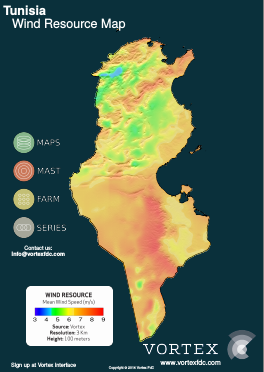 Tunisia
Wind Resource Map
VORTEX
MAPS
MAST
FARM
SERIES
Contact us:
info@vortexfdc.com
WIND RESOURCE
Mean Wind Speed (m/s)
3 4 5 6 7 8 9
Source: Vortex
Resolution: 3 Km
Height: 100 meters
VORTEX
www.vortexfdc.com
Sign up at Vortex Interface
Copyright © 2016 Vortex FdC